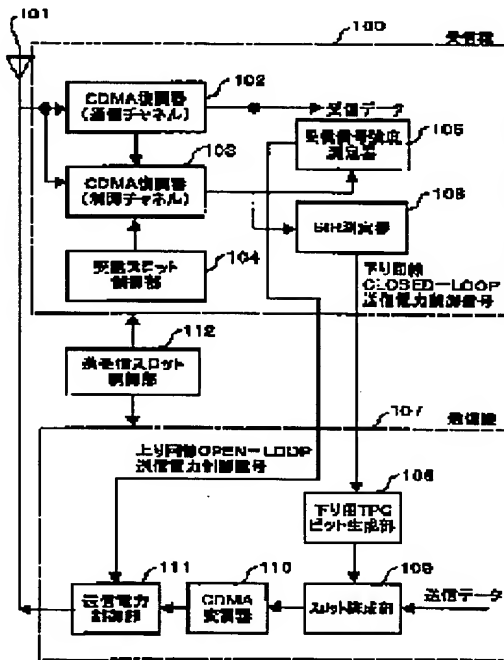 101
100
受信機
102
CDMA復調器
(通信チャネル)
受信データ
105
受信信号強度
測定器
103
CDMA復調器
(制御チャネル)
106
SIR測定器
104
受信スロット
制御部
下り回線
CLOSED-LOOP
送信電力制御信号
112
送受信スロット
制御部
107
送信機
上り回線OPEN-LOOP
送信電力制御信号
108
下り用TPC
ビット生成部
111
送信電力
制御部
110
CDMA
変調器
109
スロット構成部
送信データ